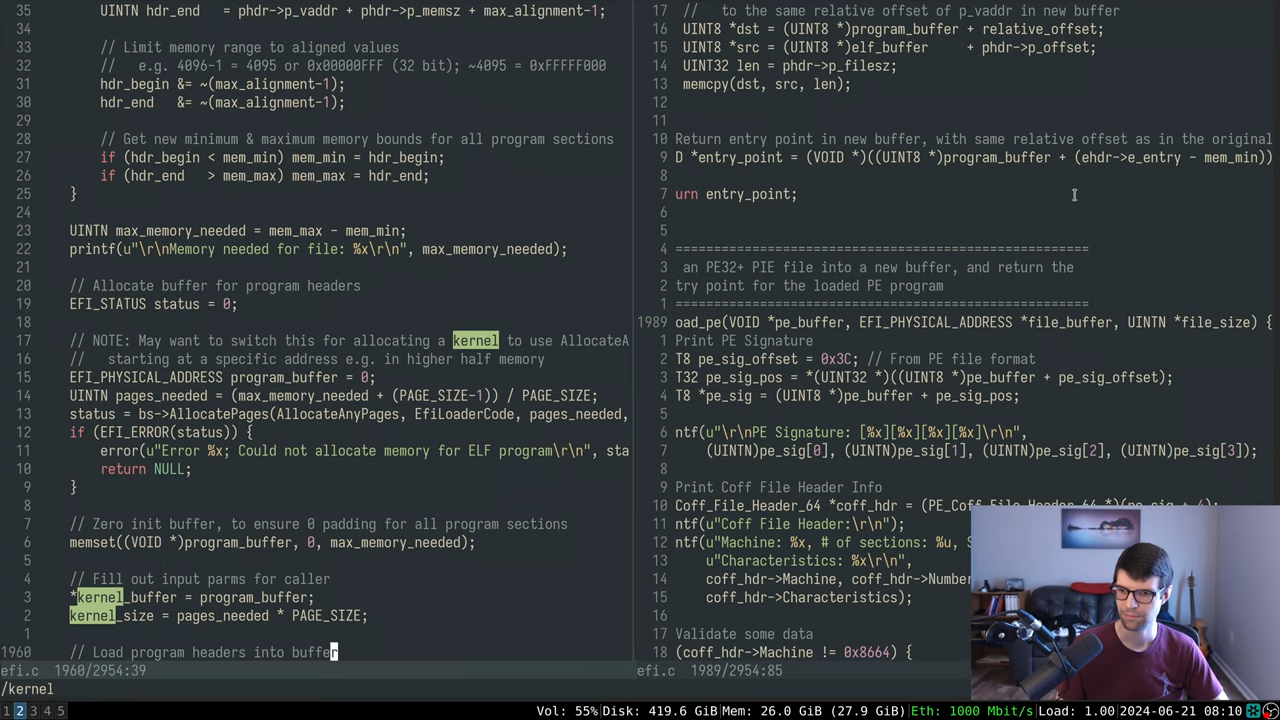 35 UINTN hdr_end = phdr->p_vaddr + phdr->p_memsz + max_alignment-1;
34
33 // Limit memory range to aligned values
32 // e.g. 4096-1 = 4095 or 0x00000FFF (32 bit); ~4095 = 0xFFFFF000
31 hdr_begin &= ~(max_alignment-1);
30 hdr_end &= ~(max_alignment-1);
29
28 // Get new minimum & maximum memory bounds for all program sections
27 if (hdr_begin < mem_min) mem_min = hdr_begin;
26 if (hdr_end > mem_max) mem_max = hdr_end;
25 }
24
23 UINTN max_memory_needed = mem_max - mem_min;
22 printf(u"\r\nMemory needed for file: %x\r\n", max_memory_needed);
21
20 // Allocate buffer for program headers
19 EFI_STATUS status = 0;
18
17 // NOTE: May want to switch this for allocating a kernel to use AllocateA
16 // starting at a specific address e.g. in higher half memory
15 EFI_PHYSICAL_ADDRESS program_buffer = 0;
14 UINTN pages_needed = (max_memory_needed + (PAGE_SIZE-1)) / PAGE_SIZE;
13 status = bs->AllocatePages(AllocateAnyPages, EfiLoaderCode, pages_needed,
12 if (EFI_ERROR(status)) {
11 error(u"Error %x; Could not allocate memory for ELF program\r\n", sta
10 return NULL;
9 }
8
7 // Zero init buffer, to ensure 0 padding for all program sections
6 memset((VOID *)program_buffer, 0, max_memory_needed);
5
4 // Fill out input parms for caller
3 *kernel_buffer = program_buffer;
2 kernel_size = pages_needed * PAGE_SIZE;
1
1960 // Load program headers into buffer
efi.c 1960/2954:39
/kernel
17 // to the same relative offset of p_vaddr in new buffer
16 UINT8 *dst = (UINT8 *)program_buffer + relative_offset;
15 UINT8 *src = (UINT8 *)elf_buffer + phdr->p_offset;
14 UINT32 len = phdr->p_filesz;
13 memcpy(dst, src, len);
12
11
10 Return entry point in new buffer, with same relative offset as in the original
9 D *entry_point = (VOID *)((UINT8 *)program_buffer + (ehdr->e_entry - mem_min))
8
7 urn entry_point;
6
5
4 ======================================================
3 an PE32+ PIE file into a new buffer, and return the
2 try point for the loaded PE program
1 ======================================================
1989 oad_pe(VOID *pe_buffer, EFI_PHYSICAL_ADDRESS *file_buffer, UINTN *file_size) {
1 Print PE Signature
2 T8 pe_sig_offset = 0x3C; // From PE file format
3 T32 pe_sig_pos = *(UINT32 *)((UINT8 *)pe_buffer + pe_sig_offset);
4 T8 *pe_sig = (UINT8 *)pe_buffer + pe_sig_pos;
5
6 ntf(u"\r\nPE Signature: [%x][%x][%x][%x]\r\n",
7 (UINTN)pe_sig[0], (UINTN)pe_sig[1], (UINTN)pe_sig[2], (UINTN)pe_sig[3]);
8
9 Print Coff File Header Info
10 Coff_File_Header_64 *coff_hdr = (PE_Coff_File_Header_64 *)(pe_sig + 4);
11 ntf(u"Coff File Header:\r\n");
12 ntf(u"Machine: %x, # of sections: %u, S
13 u"Characteristics: %x\r\n",
14 coff_hdr->Machine, coff_hdr->Number
15 coff_hdr->Characteristics);
16
17 Validate some data
18 (coff_hdr->Machine != 0x8664) {
efi.c 1989/2954:85
1 2 3 4 5 Vol: 55% Disk: 419.6 GiB Mem: 26.0 GiB (27.9 GiB) Eth: 1000 Mbit/s Load: 1.00 2024-06-21 08:10